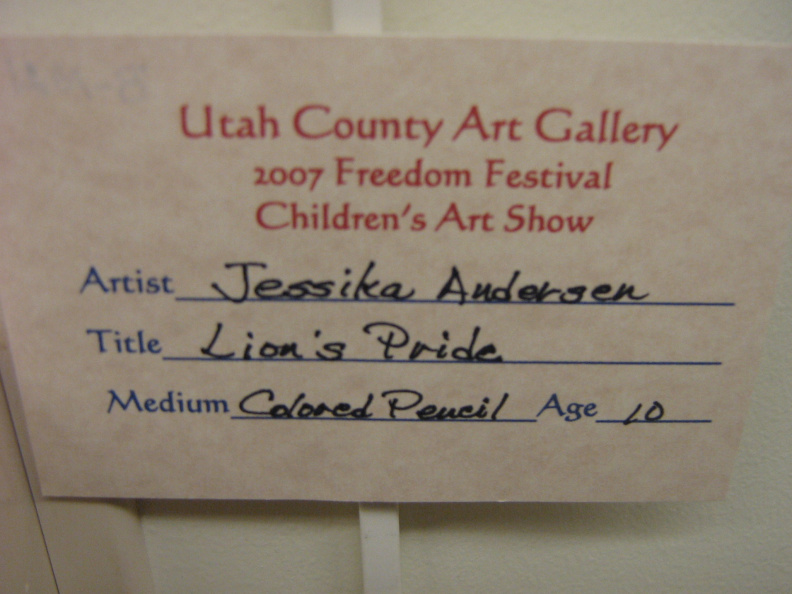 Utah County Art Gallery
2007 Freedom Festival
Children's Art Show
Artist Jessika Andersen
Title Lion's Pride
Medium Colored Pencil Age 10